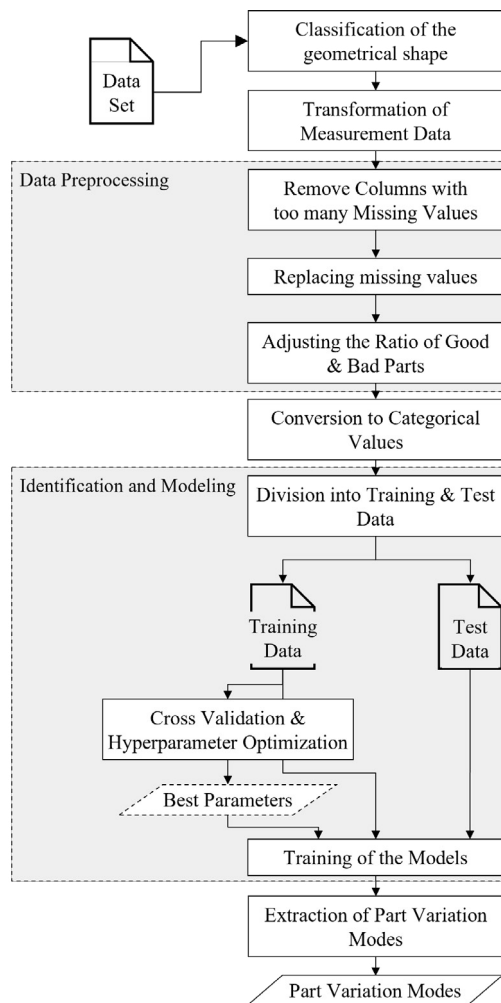 Classification of the
geometrical shape
Data
Set
Transformation of
Measurement Data
Data Preprocessing
Remove Columns with
too many Missing Values
Replacing missing values
Adjusting the Ratio of Good
& Bad Parts
Conversion to Categorical
Values
Identification and Modeling
Division into Training & Test
Data
Training
Data
Test
Data
Cross Validation &
Hyperparameter Optimization
Best Parameters
Training of the Models
Extraction of Part Variation
Modes
Part Variation Modes